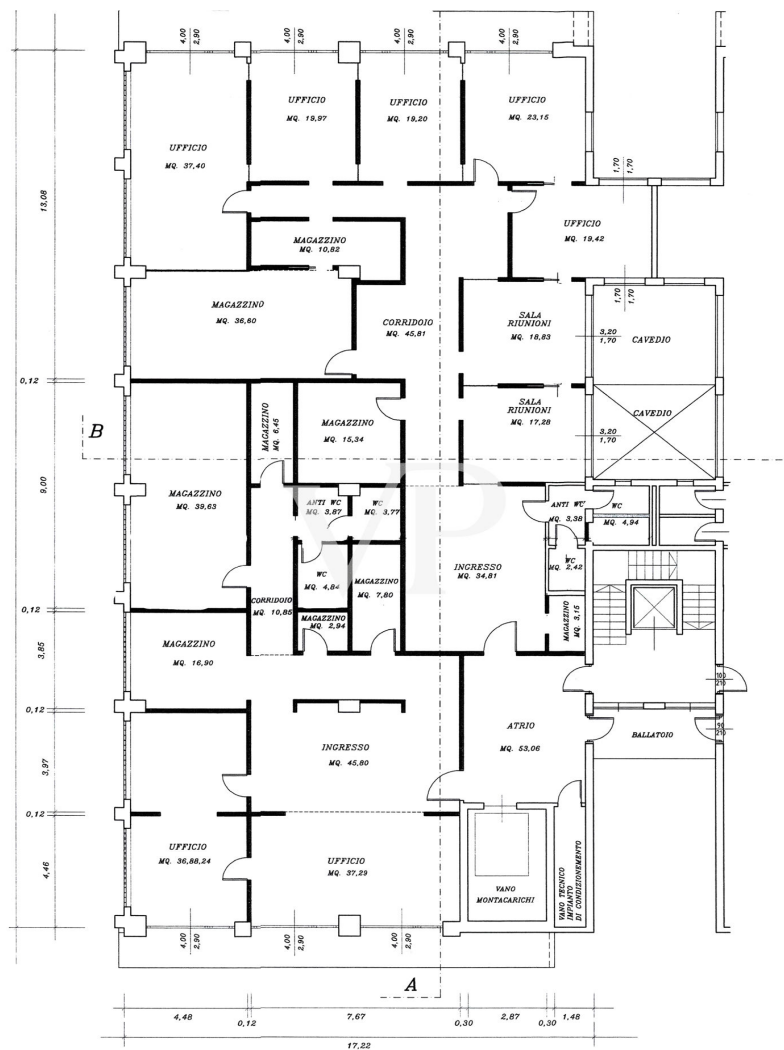 4,00
2,90
4,00
2,90
4,00
2,90
4,00
2,90
UFFICIO
MQ. 37,40
UFFICIO
MQ. 19,97
UFFICIO
MQ. 19,20
UFFICIO
MQ. 23,15
1,70
1,70
13,08
UFFICIO
MQ. 19,42
MAGAZZINO
MQ. 10,82
1,70
1,70
MAGAZZINO
MQ. 36,60
CORRIDOIO
MQ. 45,81
SALA
RIUNIONI
MQ. 18,83
3,20
1,70
CAVEDIO
0,12
B
MAGAZZINO
MQ. 6,45
MAGAZZINO
MQ. 15,34
SALA
RIUNIONI
MQ. 17,28
CAVEDIO
3,20
1,70
9,00
MAGAZZINO
MQ. 39,63
ANTI WC
MQ. 3,87
WC
MQ. 3,77
ANTI WC
MQ. 3,38
WC
MQ. 4,94
VP
INGRESSO
MQ. 34,81
WC
MQ. 2,42
WC
MQ. 4,84
MAGAZZINO
MQ. 7,80
CORRIDOIO
MQ. 10,85
MAGAZZINO
MQ. 2,94
MAGAZZINO
MQ. 3,15
0,12
3,85
MAGAZZINO
MQ. 16,90
100
210
0,12
INGRESSO
MQ. 45,80
ATRIO
MQ. 53,06
BALLATOIO
90
210
3,97
0,12
UFFICIO
MQ. 36,88,24
UFFICIO
MQ. 37,29
4,46
VANO
MONTACARICHI
VANO TECNICO
IMPIANTO
DI CONDIZIONEMENTO
4,00
2,90
4,00
2,90
4,00
2,90
A
4,48
0,12
7,67
0,30
2,87
0,30
1,48
17,22